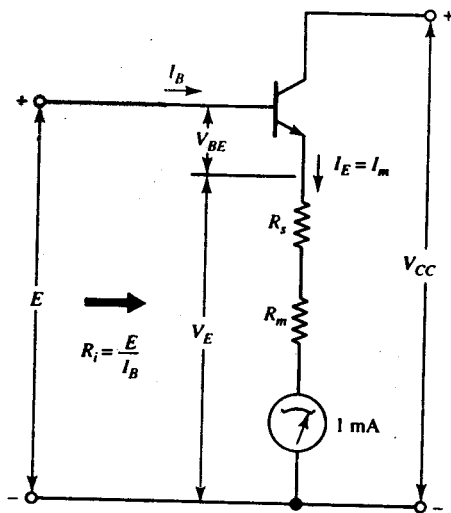 +
I_B
+
V_BE
I_E = I_m
R_s
V_CC
E
R_m
V_E
R_i = E/I_B
1 mA
−
−